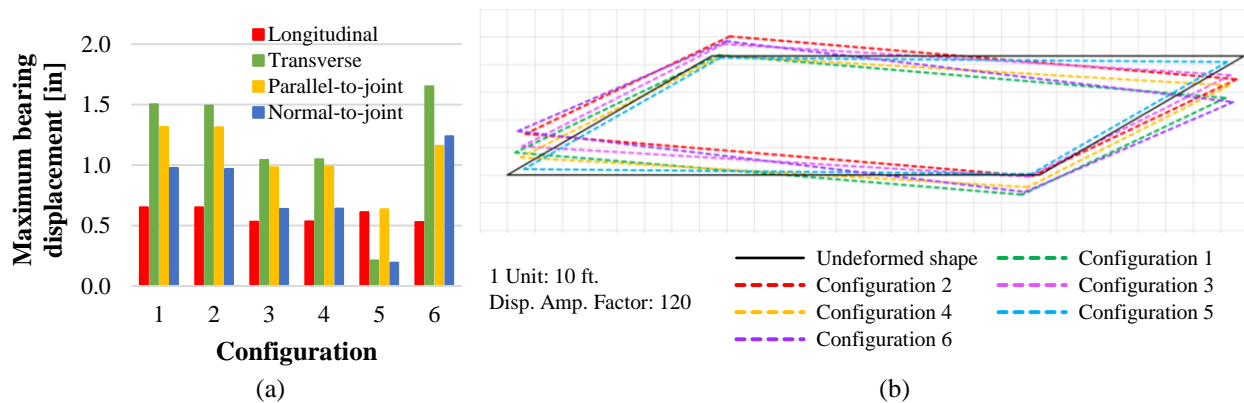 Maximum bearing
displacement [in]
2.0
1.5
1.0
0.5
0.0
Longitudinal
Transverse
Parallel-to-joint
Normal-to-joint
1 2 3 4 5 6
Configuration
(a)
1 Unit: 10 ft.
Disp. Amp. Factor: 120
Undeformed shape
Configuration 1
Configuration 2
Configuration 3
Configuration 4
Configuration 5
Configuration 6
(b)